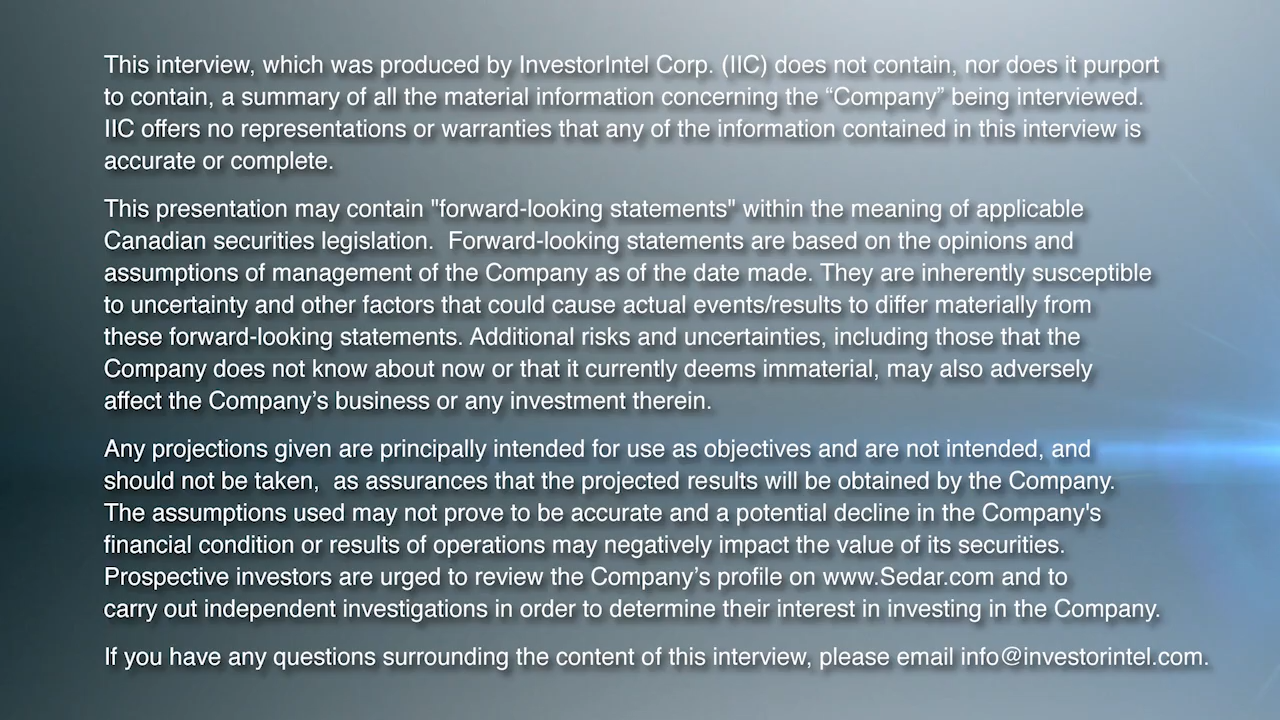 This interview, which was produced by InvestorIntel Corp. (IIC) does not contain, nor does it purport
to contain, a summary of all the material information concerning the “Company” being interviewed.
IIC offers no representations or warranties that any of the information contained in this interview is
accurate or complete.
This presentation may contain "forward-looking statements" within the meaning of applicable
Canadian securities legislation.  Forward-looking statements are based on the opinions and
assumptions of management of the Company as of the date made. They are inherently susceptible
to uncertainty and other factors that could cause actual events/results to differ materially from
these forward-looking statements. Additional risks and uncertainties, including those that the
Company does not know about now or that it currently deems immaterial, may also adversely
affect the Company’s business or any investment therein.
Any projections given are principally intended for use as objectives and are not intended, and
should not be taken,  as assurances that the projected results will be obtained by the Company.
The assumptions used may not prove to be accurate and a potential decline in the Company's
financial condition or results of operations may negatively impact the value of its securities.
Prospective investors are urged to review the Company’s profile on www.Sedar.com and to
carry out independent investigations in order to determine their interest in investing in the Company.
If you have any questions surrounding the content of this interview, please email info@investorintel.com.